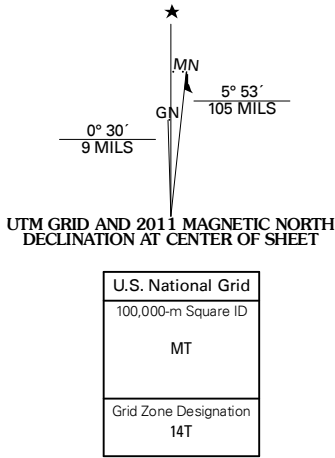 MN
GN
5° 53´
105 MILS
0° 30´
9 MILS
UTM GRID AND 2011 MAGNETIC NORTH
DECLINATION AT CENTER OF SHEET
U.S. National Grid
100,000-m Square ID
MT
Grid Zone Designation
14T